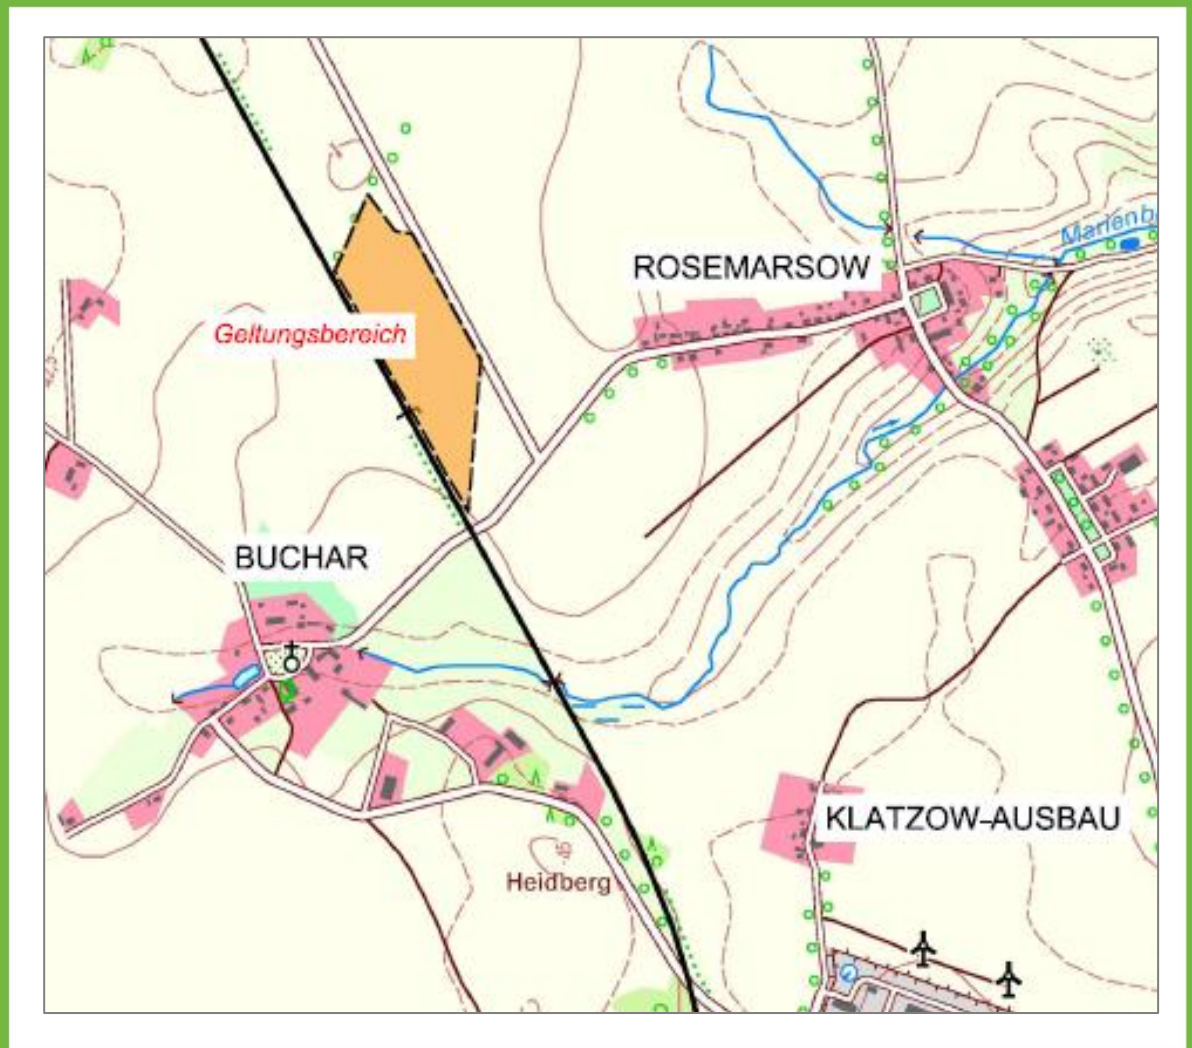 Marienb
ROSEMARSOW
Geltungsbereich
BUCHAR
KLATZOW-AUSBAU
Heidberg